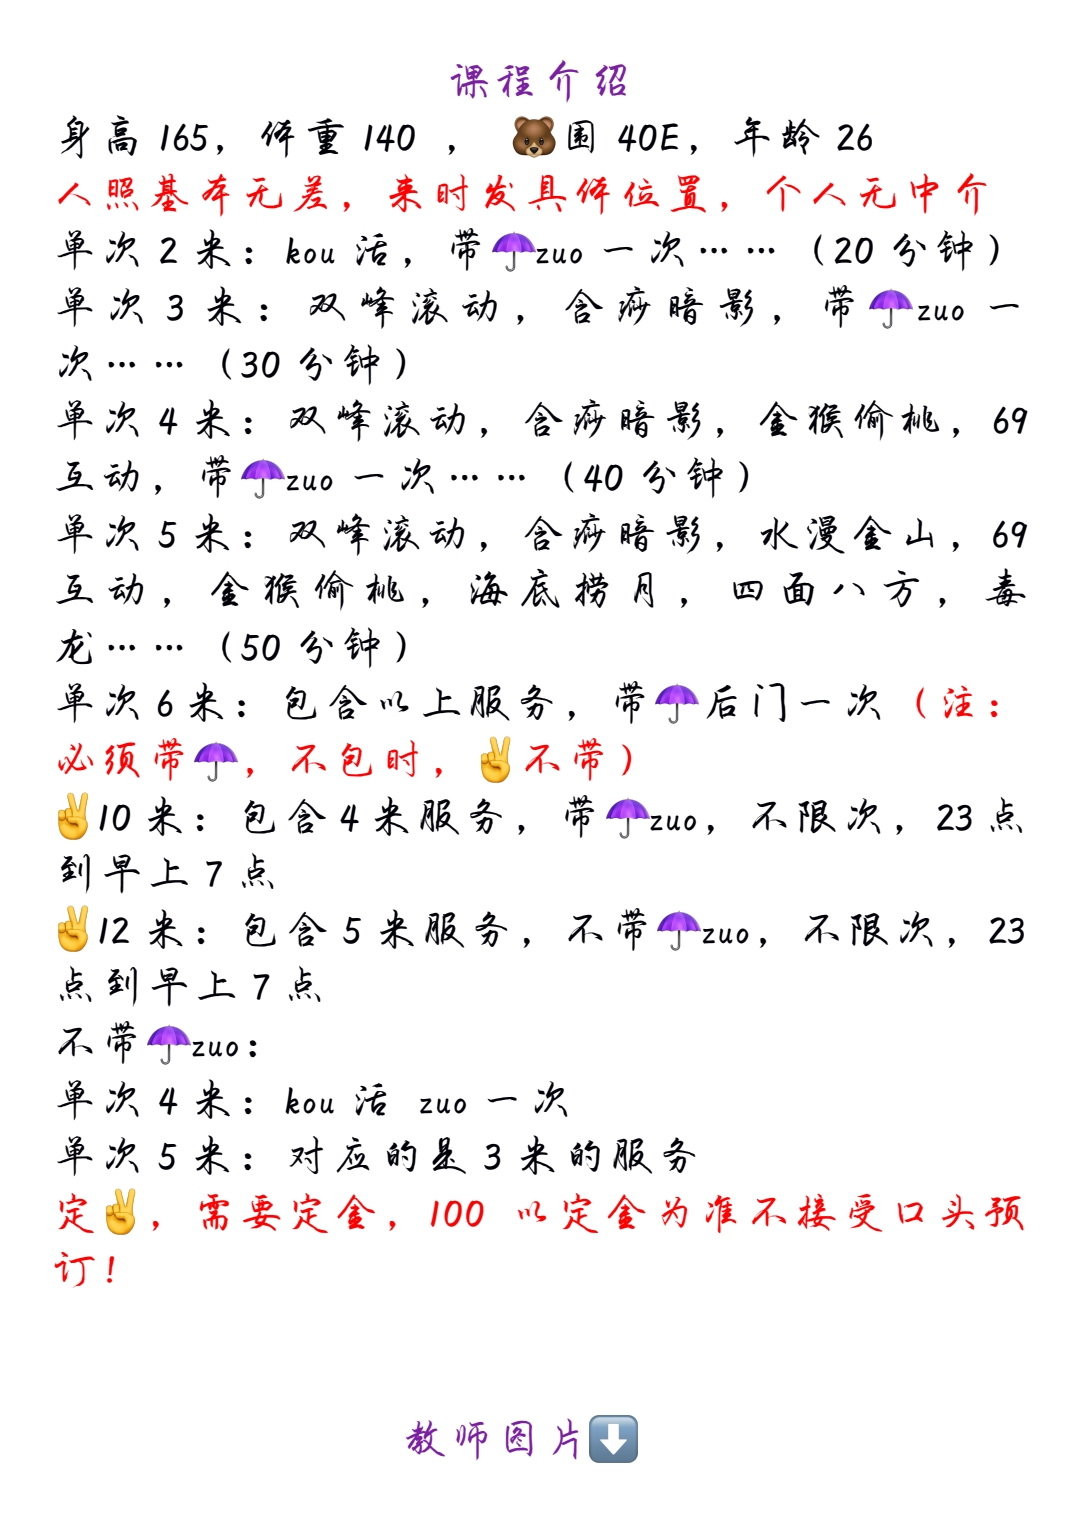 课程介绍
身高 165，体重 140 ，🐻围 40E，年龄 26
人照基本无差，来时发具体位置，个人无中介
单次 2 米：kou 活，带☂️zuo 一次……（20 分钟）
单次 3 米：双峰滚动，含痧暗影，带☂️zuo 一
次……（30 分钟）
单次 4 米：双峰滚动，含痧暗影，金猴偷桃，69
互动，带☂️zuo 一次……（40 分钟）
单次 5 米：双峰滚动，含痧暗影，水漫金山，69
互动，金猴偷桃，海底捞月，四面八方，毒
龙……（50 分钟）
单次 6 米：包含以上服务，带☂️后门一次（注：
必须带☂️，不包时，✌️不带）
✌️10 米：包含 4 米服务，带☂️zuo，不限次，23 点
到早上 7 点
✌️12 米：包含 5 米服务，不带☂️zuo，不限次，23
点到早上 7 点
不带☂️zuo：
单次 4 米：kou 活 zuo 一次
单次 5 米：对应的是 3 米的服务
定✌️，需要定金，100 以定金为准不接受口头预
订！
教师图片⬇️